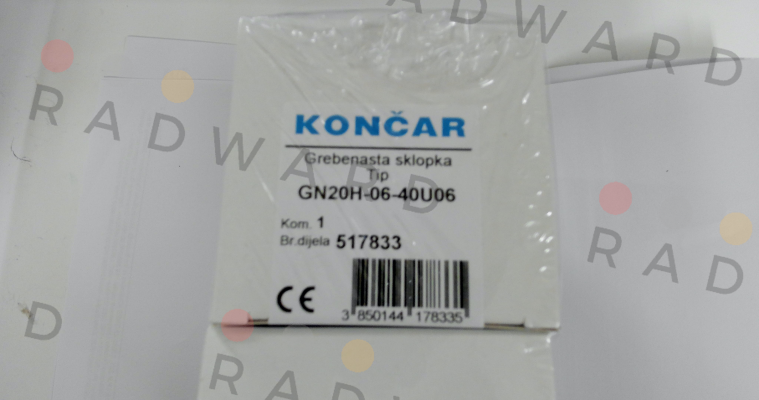 RADWARD
RADWARD
KONČAR
Grebenasta sklopka
Tip
GN20H-06-40U06
Kom. 1
Br.dijela 517833
CE
3 850144 178335
RAD
D
RADWARD